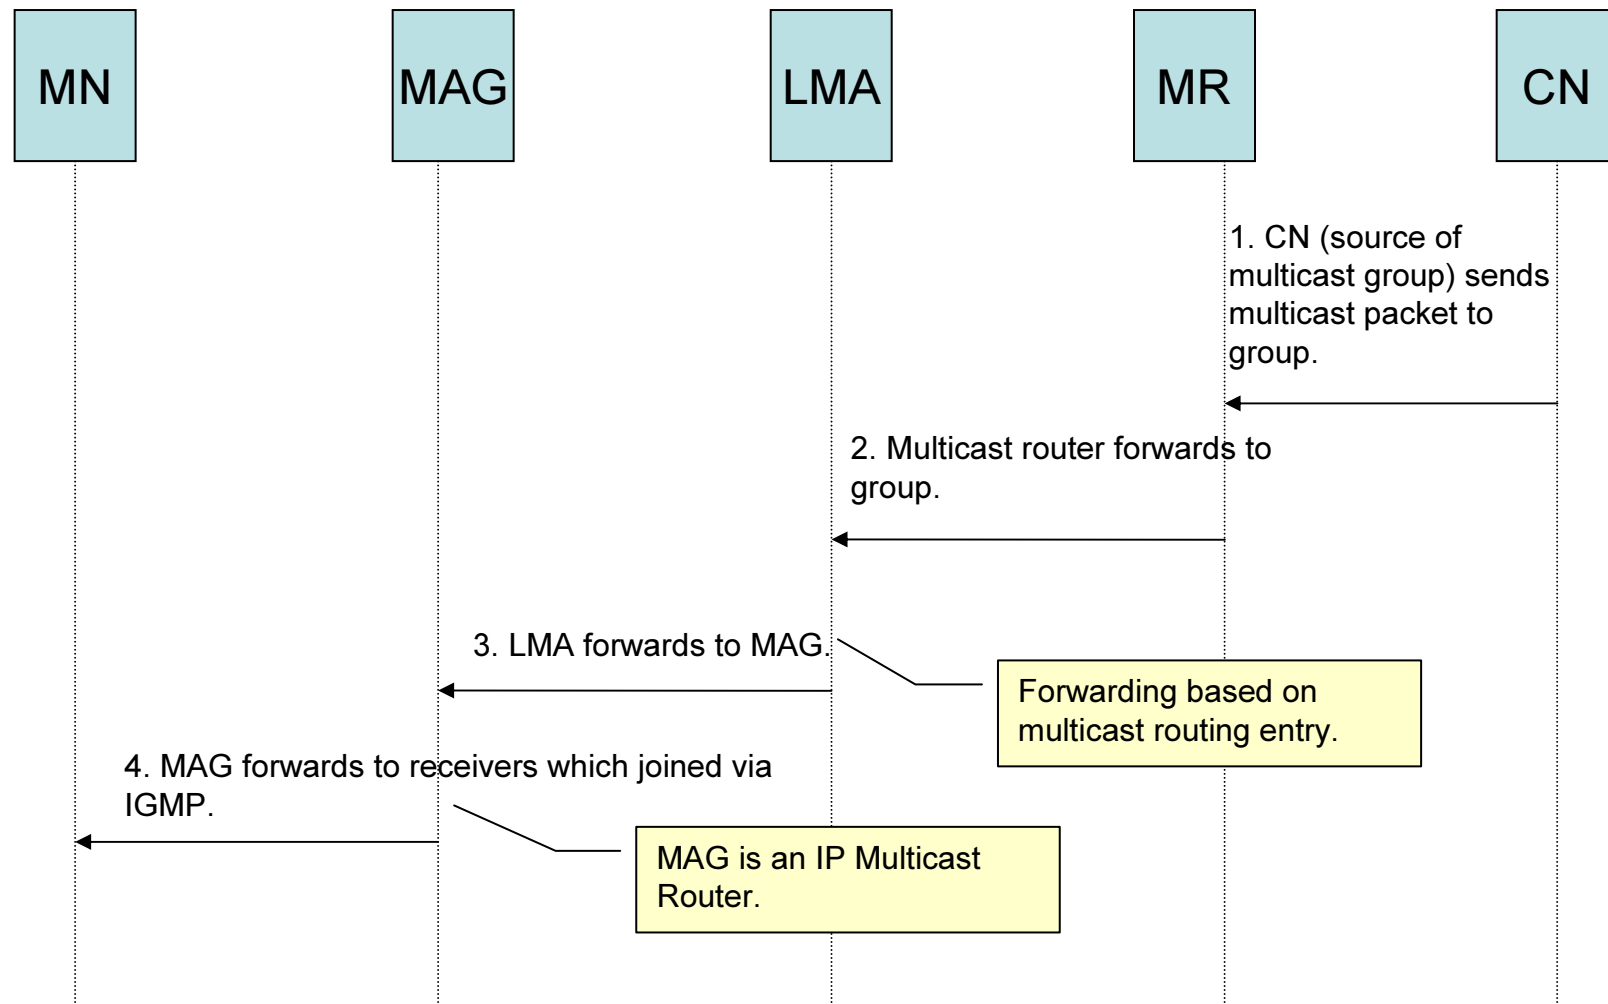 MN
MAG
LMA
MR
CN
1. CN (source of
multicast group) sends
multicast packet to
group.
2. Multicast router forwards to
group.
3. LMA forwards to MAG.
Forwarding based on
multicast routing entry.
4. MAG forwards to receivers which joined via
IGMP.
MAG is an IP Multicast
Router.